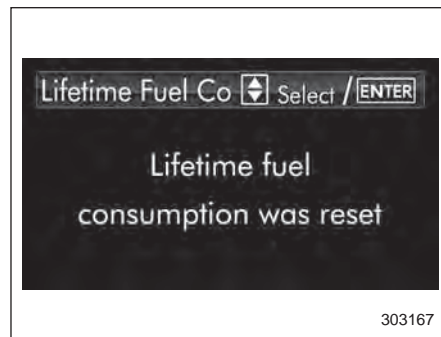 Lifetime Fuel Co Select / ENTER
Lifetime fuel
consumption was reset
303167